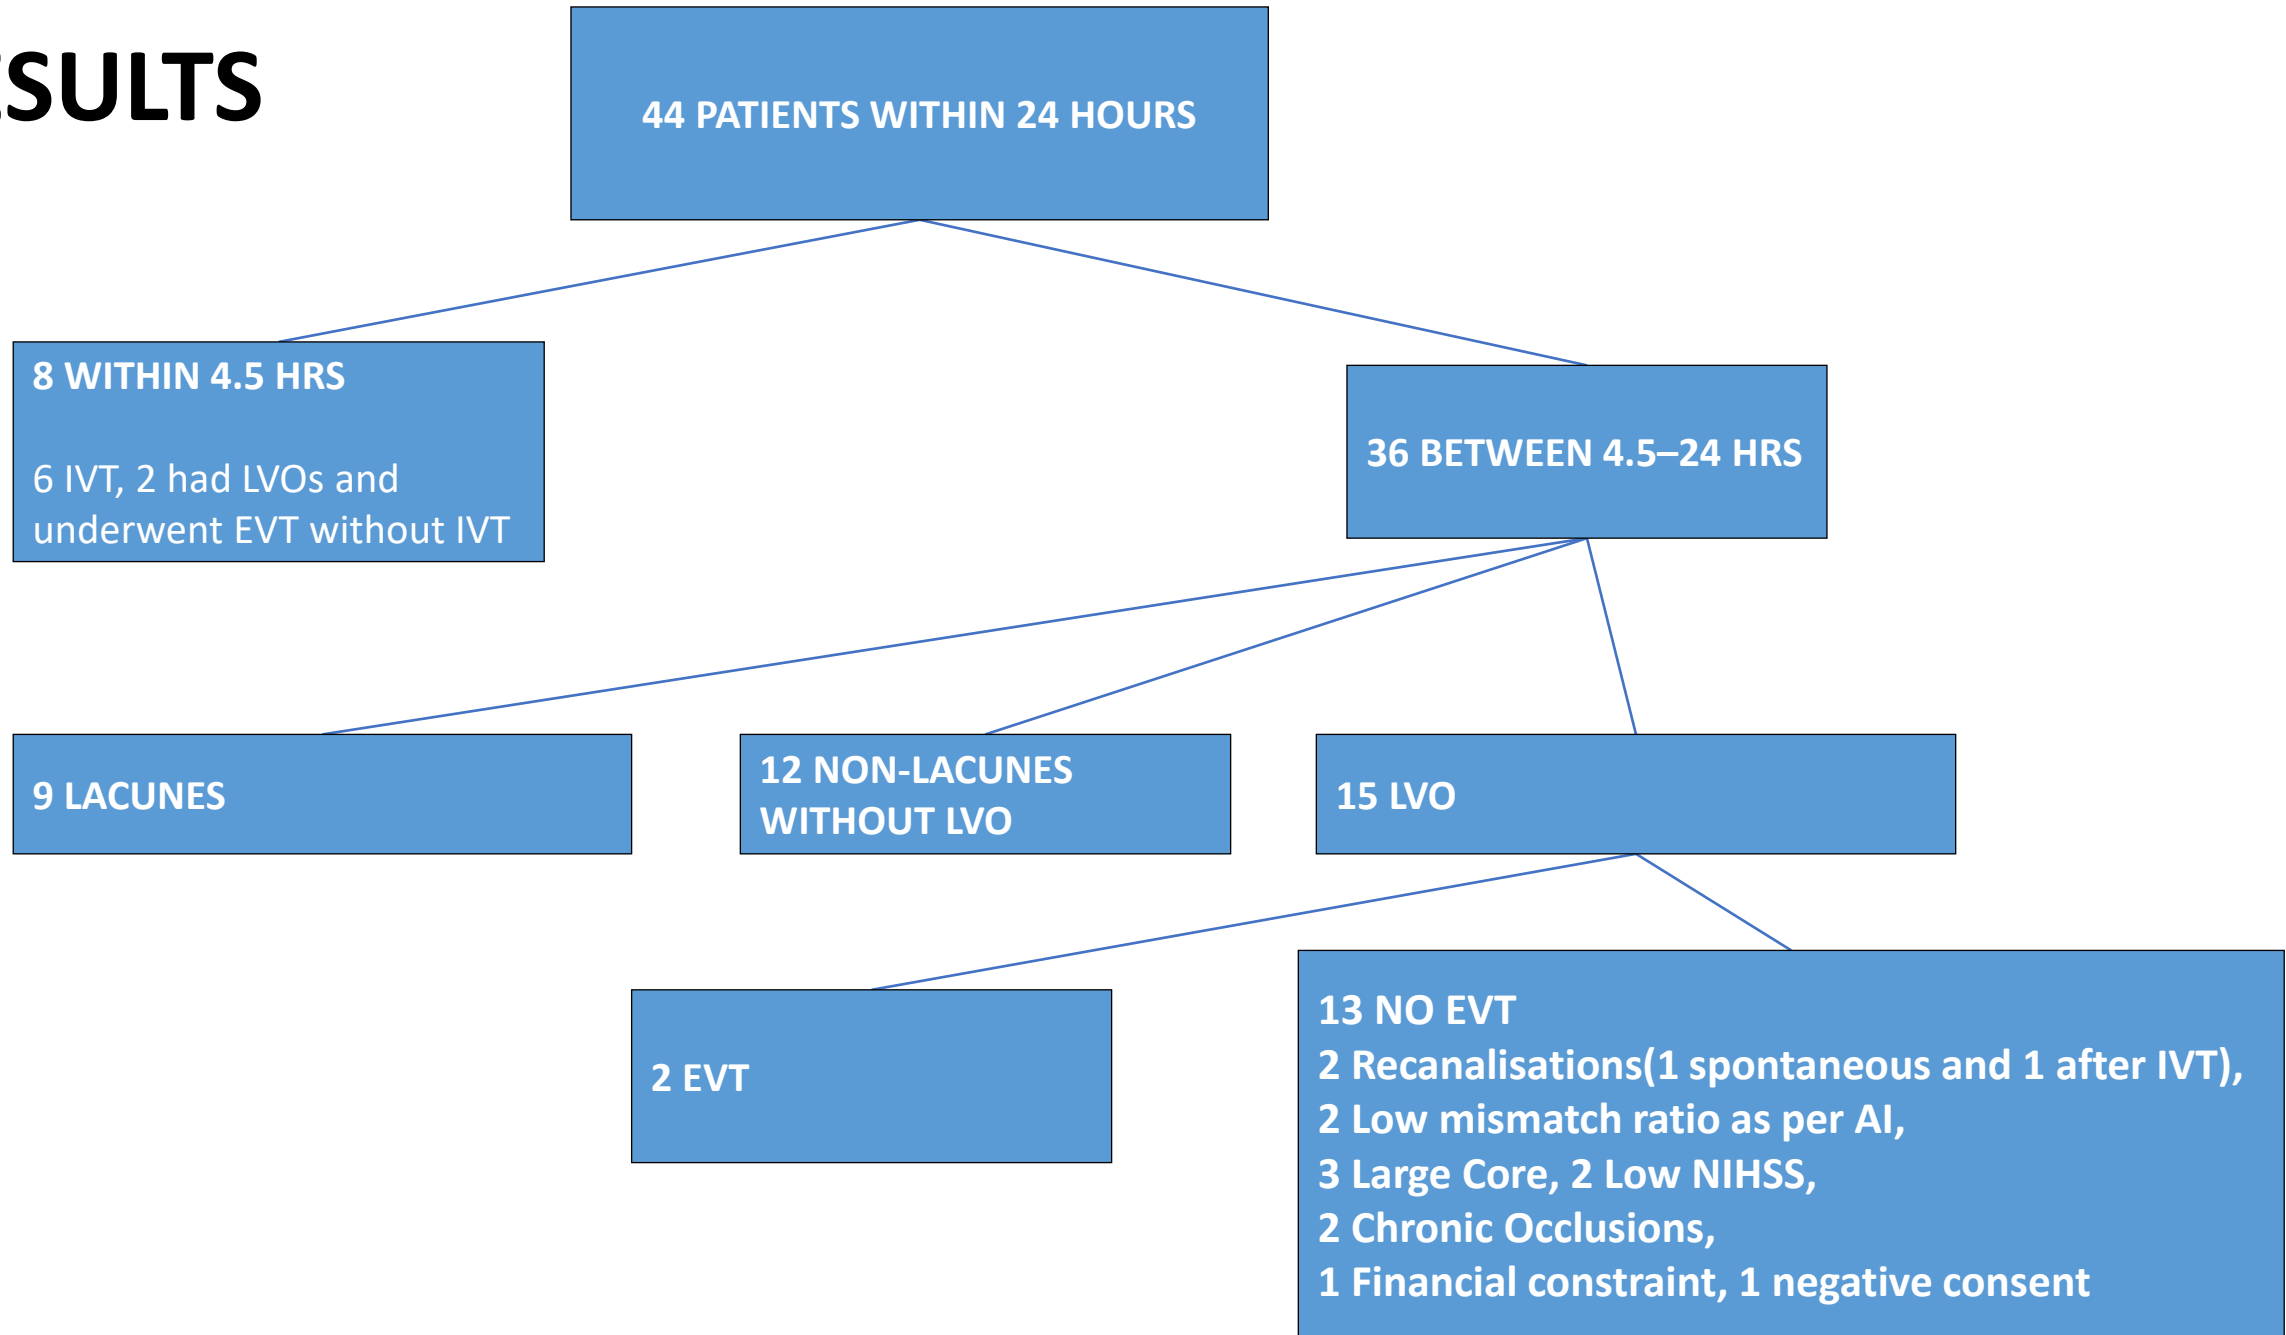 ESULTS
44 PATIENTS WITHIN 24 HOURS
8 WITHIN 4.5 HRS
6 IVT, 2 had LVOs and
underwent EVT without IVT
36 BETWEEN 4.5–24 HRS
9 LACUNES
12 NON-LACUNES
WITHOUT LVO
15 LVO
2 EVT
13 NO EVT
2 Recanalisations(1 spontaneous and 1 after IVT),
2 Low mismatch ratio as per AI,
3 Large Core, 2 Low NIHSS,
2 Chronic Occlusions,
1 Financial constraint, 1 negative consent